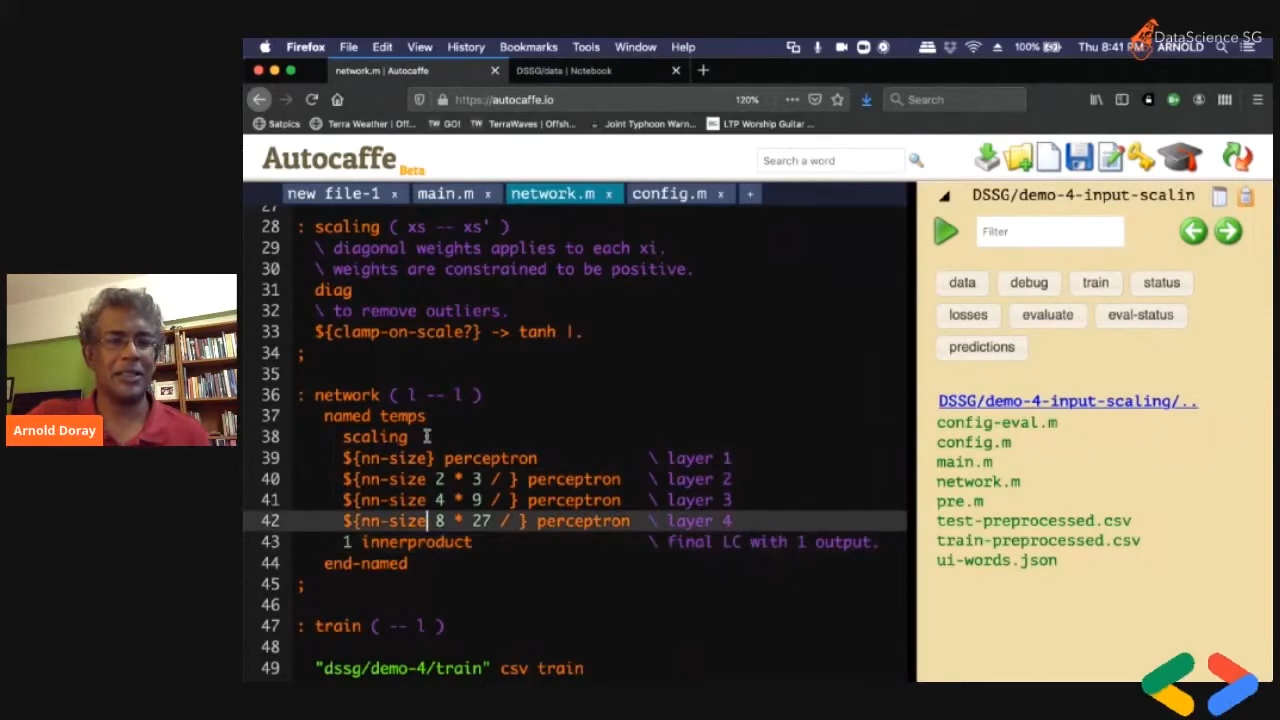 DataScience SG
Firefox File Edit View History Bookmarks Tools Window Help 100% Thu 8:41 PM ARNOLD
network.m | Autocaffe DSSG/data | Notebook
https://autocaffe.io 120% Search
Satpics Terra Weather | Off... TW GO! TW TerraWaves | Offsh... Joint Typhoon Warn... LTP Worship Guitar ...
Autocaffe Beta
Search a word
new file-1 x main.m x network.m x config.m x +
27
28 : scaling ( xs -- xs' )
29 \ diagonal weights applies to each xi.
30 \ weights are constrained to be positive.
31 diag
32 \ to remove outliers.
33 ${clamp-on-scale?} -> tanh |.
34 ;
35
36 : network ( l -- l )
37 named temps
38 scaling
39 ${nn-size} perceptron \ layer 1
40 ${nn-size 2 * 3 / } perceptron \ layer 2
41 ${nn-size 4 * 9 / } perceptron \ layer 3
42 ${nn-size 8 * 27 / } perceptron \ layer 4
43 1 innerproduct \ final LC with 1 output.
44 end-named
45 ;
46
47 : train ( -- l )
48
49 "dssg/demo-4/train" csv train
DSSG/demo-4-input-scalin
Filter
data debug train status
losses evaluate eval-status
predictions
DSSG/demo-4-input-scaling/..
config-eval.m
config.m
main.m
network.m
pre.m
test-preprocessed.csv
train-preprocessed.csv
ui-words.json
Arnold Doray